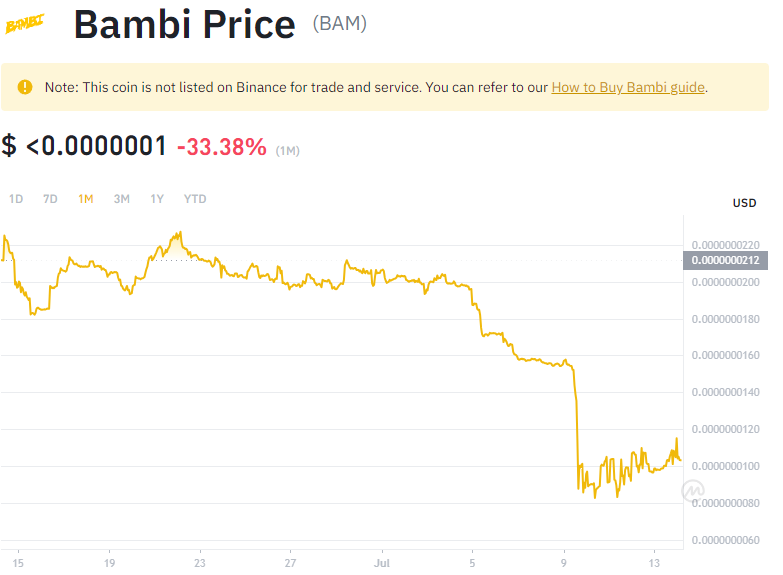 BAMBI
Bambi Price (BAM)
Note: This coin is not listed on Binance for trade and service. You can refer to our How to Buy Bambi guide.
$ <0.0000001 -33.38% (1M)
1D 7D 1M 3M 1Y YTD
USD
0.0000000220
0.0000000212
0.0000000200
0.0000000180
0.0000000160
0.0000000140
0.0000000120
0.0000000100
0.0000000080
0.0000000060
15 19 23 27 Jul 5 9 13